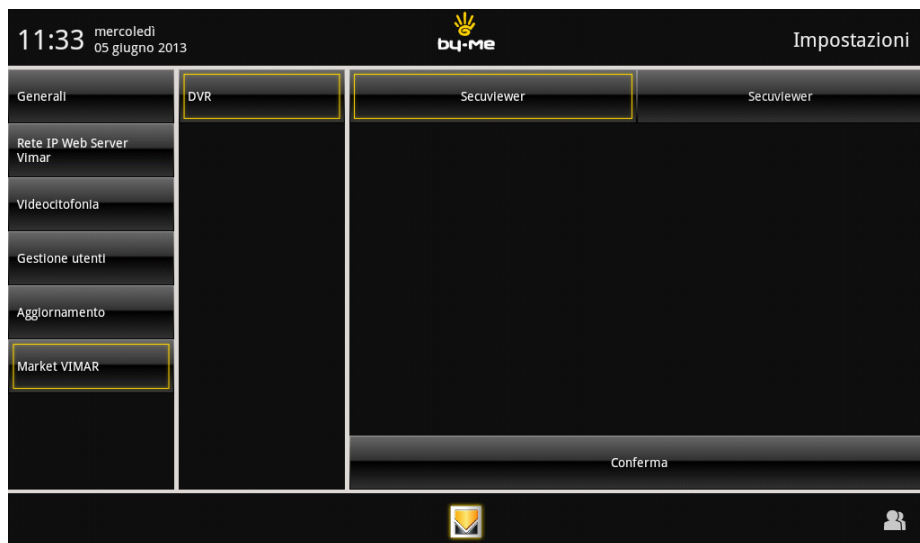 11:33
mercoledì
05 giugno 2013
by-me
Impostazioni
Generali
DVR
Secuviewer
Secuviewer
Rete IP Web Server
Vimar
Videocitofonia
Gestione utenti
Aggiornamento
Market VIMAR
Conferma